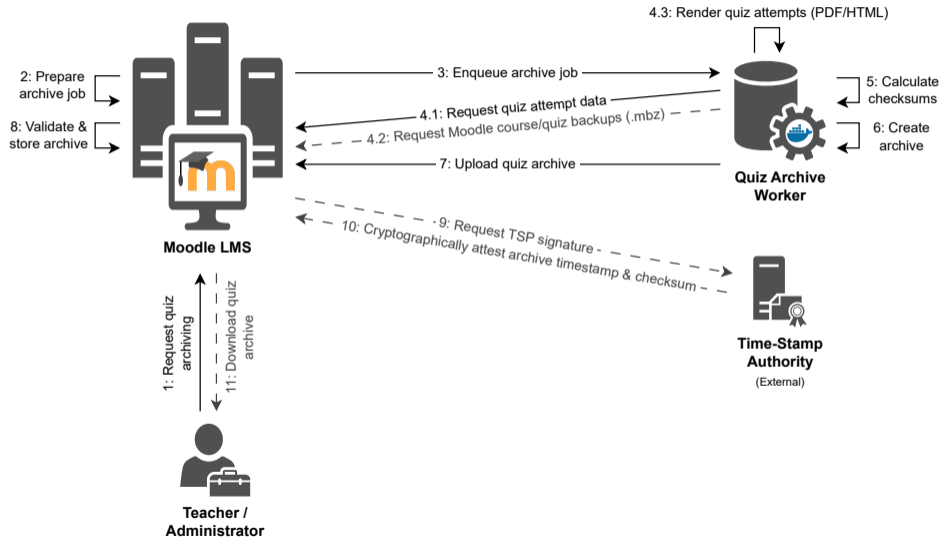 4.3: Render quiz attempts (PDF/HTML)
2: Prepare
archive job
3: Enqueue archive job
5: Calculate
checksums
4.1: Request quiz attempt data
4.2: Request Moodle course/quiz backups (.mbz)
8: Validate &
store archive
6: Create
archive
7: Upload quiz archive
m
Quiz Archive
Worker
Moodle LMS
9: Request TSP signature
10: Cryptographically attest archive timestamp & checksum
1: Request quiz
archiving
11: Download quiz
archive
Time-Stamp
Authority
(External)
Teacher /
Administrator